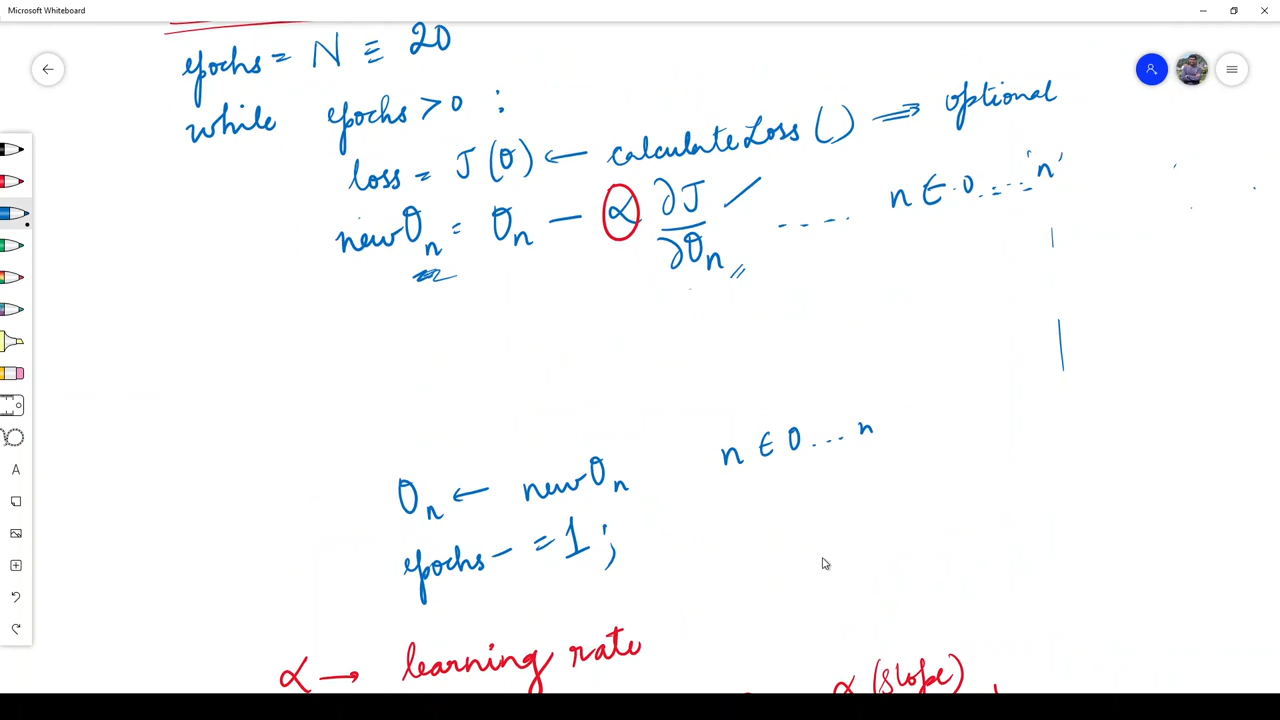 Microsoft Whiteboard
epochs = N ≡ 20
while epochs > 0 :
loss = J(θ) ← calculateLoss () ⇒ optional
newθn = θn − α ∂J/∂θn ..... n ∈ 0 ..... 'n'
θn ← newθn n ∈ 0 ... n
epochs − = 1 ;
α → learning rate
α (slope)
A